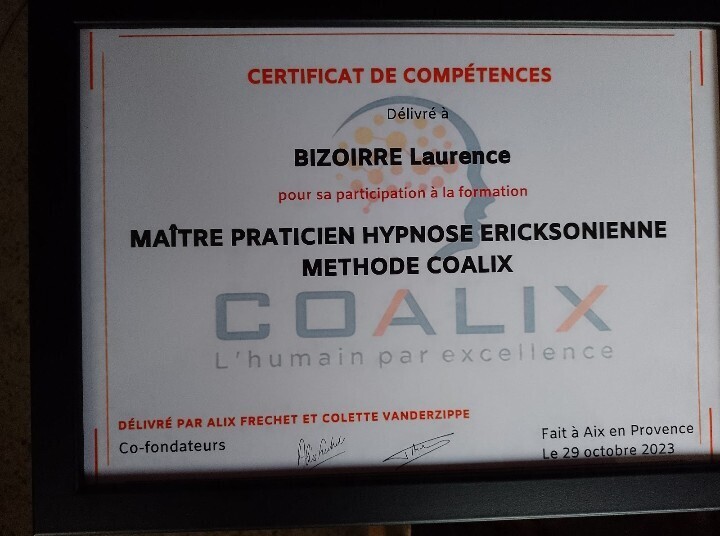 CERTIFICAT DE COMPÉTENCES
Délivré à
BIZOIRRE Laurence
pour sa participation à la formation
MAÎTRE PRATICIEN HYPNOSE ERICKSONIENNE
METHODE COALIX
COALIX
L'humain par excellence
DÉLIVRÉ PAR ALIX FRECHET ET COLETTE VANDERZIPPE
Co-fondateurs
Fait à Aix en Provence
Le 29 octobre 2023